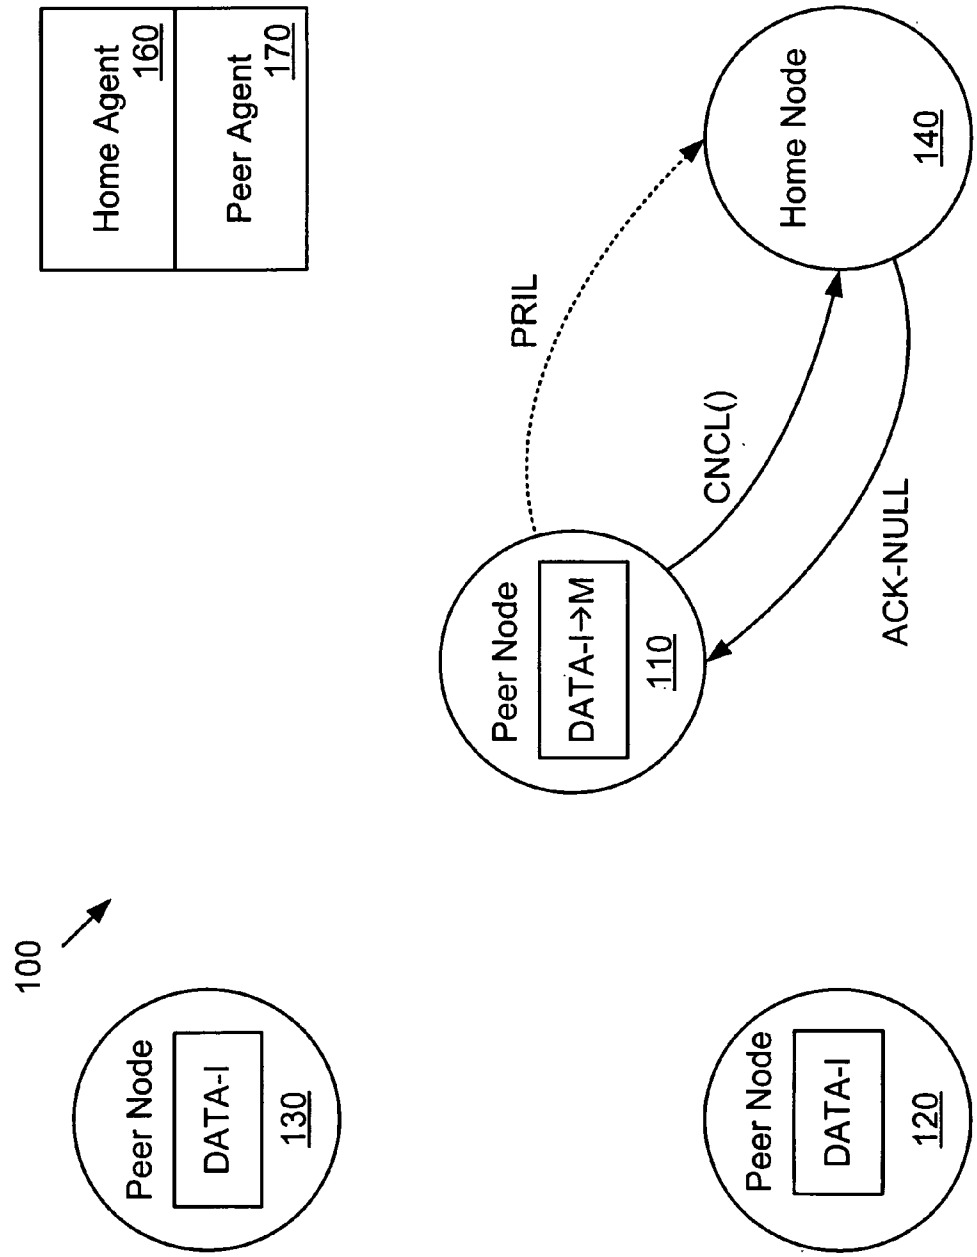 100
Peer Node
DATA-I
130
Peer Node
DATA-I
120
Peer Node
DATA-I→M
110
PRIL
CNCL()
ACK-NULL
Home Agent
160
Peer Agent
170
Home Node
140